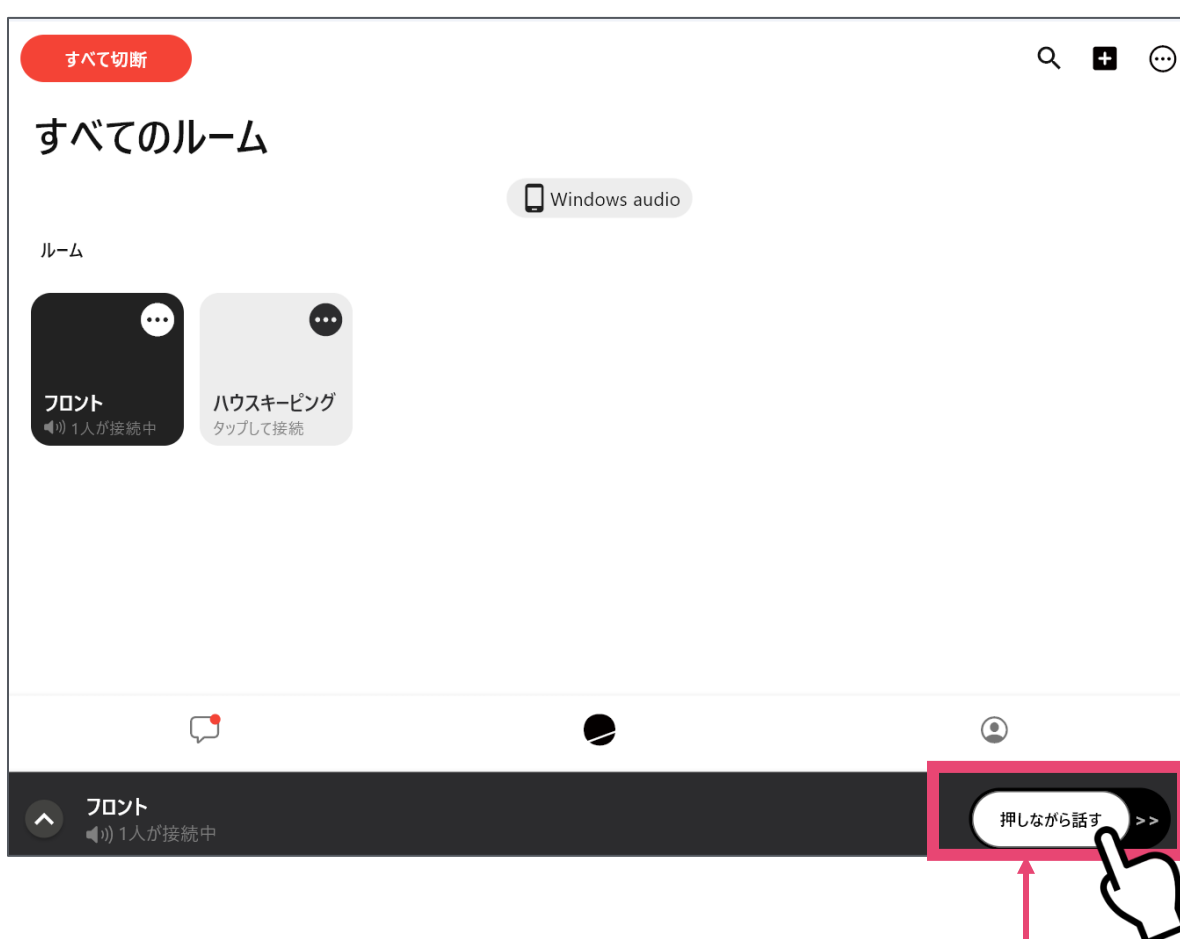 すべて切断
すべてのルーム
Windows audio
ルーム
フロント
1人が接続中
ハウスキーピング
タップして接続
フロント
1人が接続中
押しながら話す >>